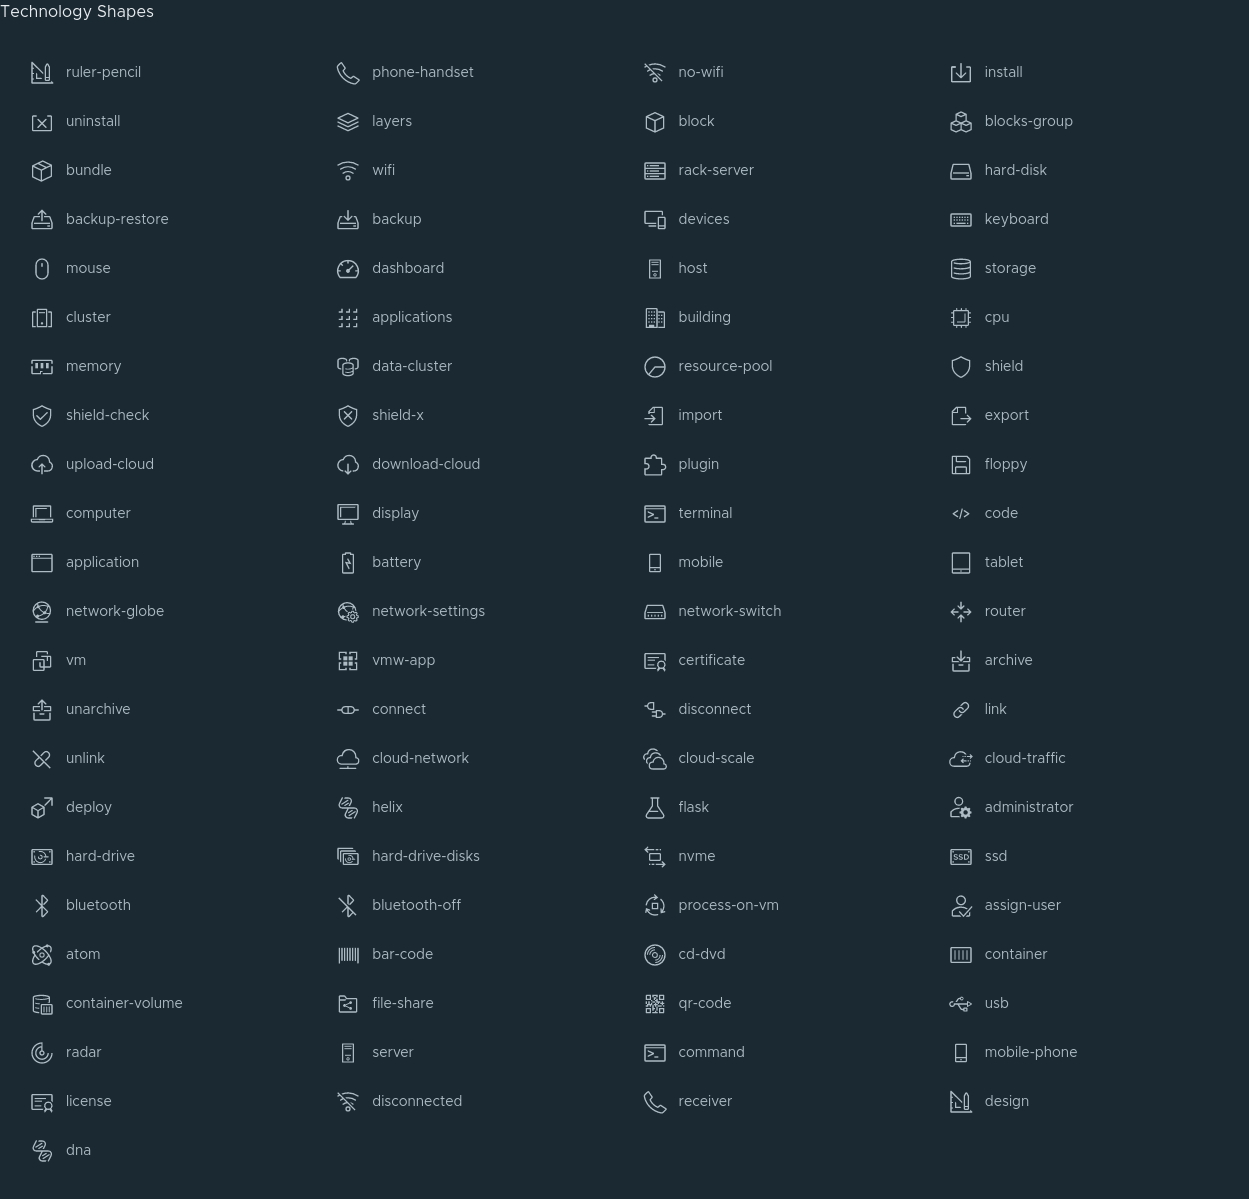 Technology Shapes
ruler-pencil
phone-handset
no-wifi
install
uninstall
layers
block
blocks-group
bundle
wifi
rack-server
hard-disk
backup-restore
backup
devices
keyboard
mouse
dashboard
host
storage
cluster
applications
building
cpu
memory
data-cluster
resource-pool
shield
shield-check
shield-x
import
export
upload-cloud
download-cloud
plugin
floppy
computer
display
terminal
code
application
battery
mobile
tablet
network-globe
network-settings
network-switch
router
vm
vmw-app
certificate
archive
unarchive
connect
disconnect
link
unlink
cloud-network
cloud-scale
cloud-traffic
deploy
helix
flask
administrator
hard-drive
hard-drive-disks
nvme
SSD
ssd
bluetooth
bluetooth-off
process-on-vm
assign-user
atom
bar-code
cd-dvd
container
container-volume
file-share
qr-code
usb
radar
server
command
mobile-phone
license
disconnected
receiver
design
dna